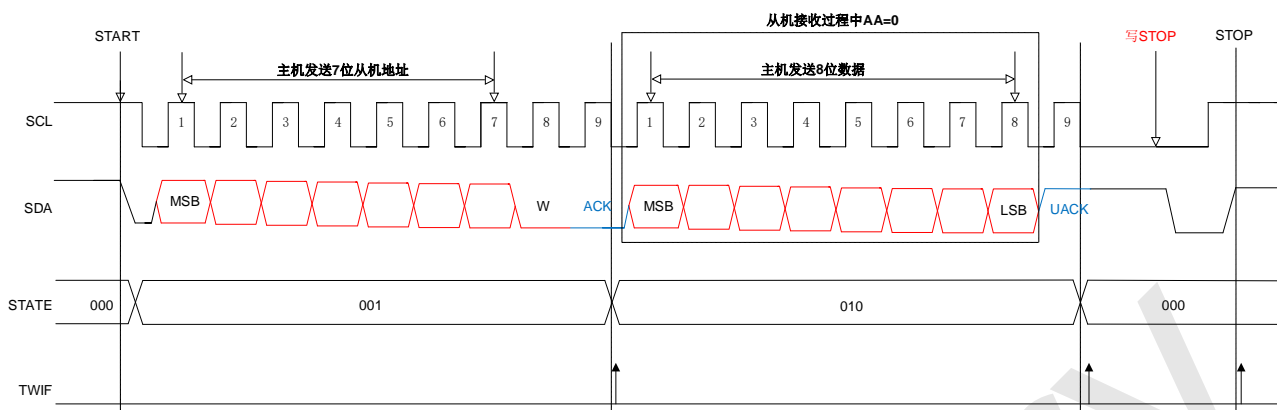 从机接收过程中AA=0
START
写STOP
STOP
主机发送7位从机地址
主机发送8位数据
SCL
1 2 3 4 5 6 7 8 9 1 2 3 4 5 6 7 8 9
SDA
MSB W ACK MSB LSB UACK
STATE 000 001 010 000
TWIF